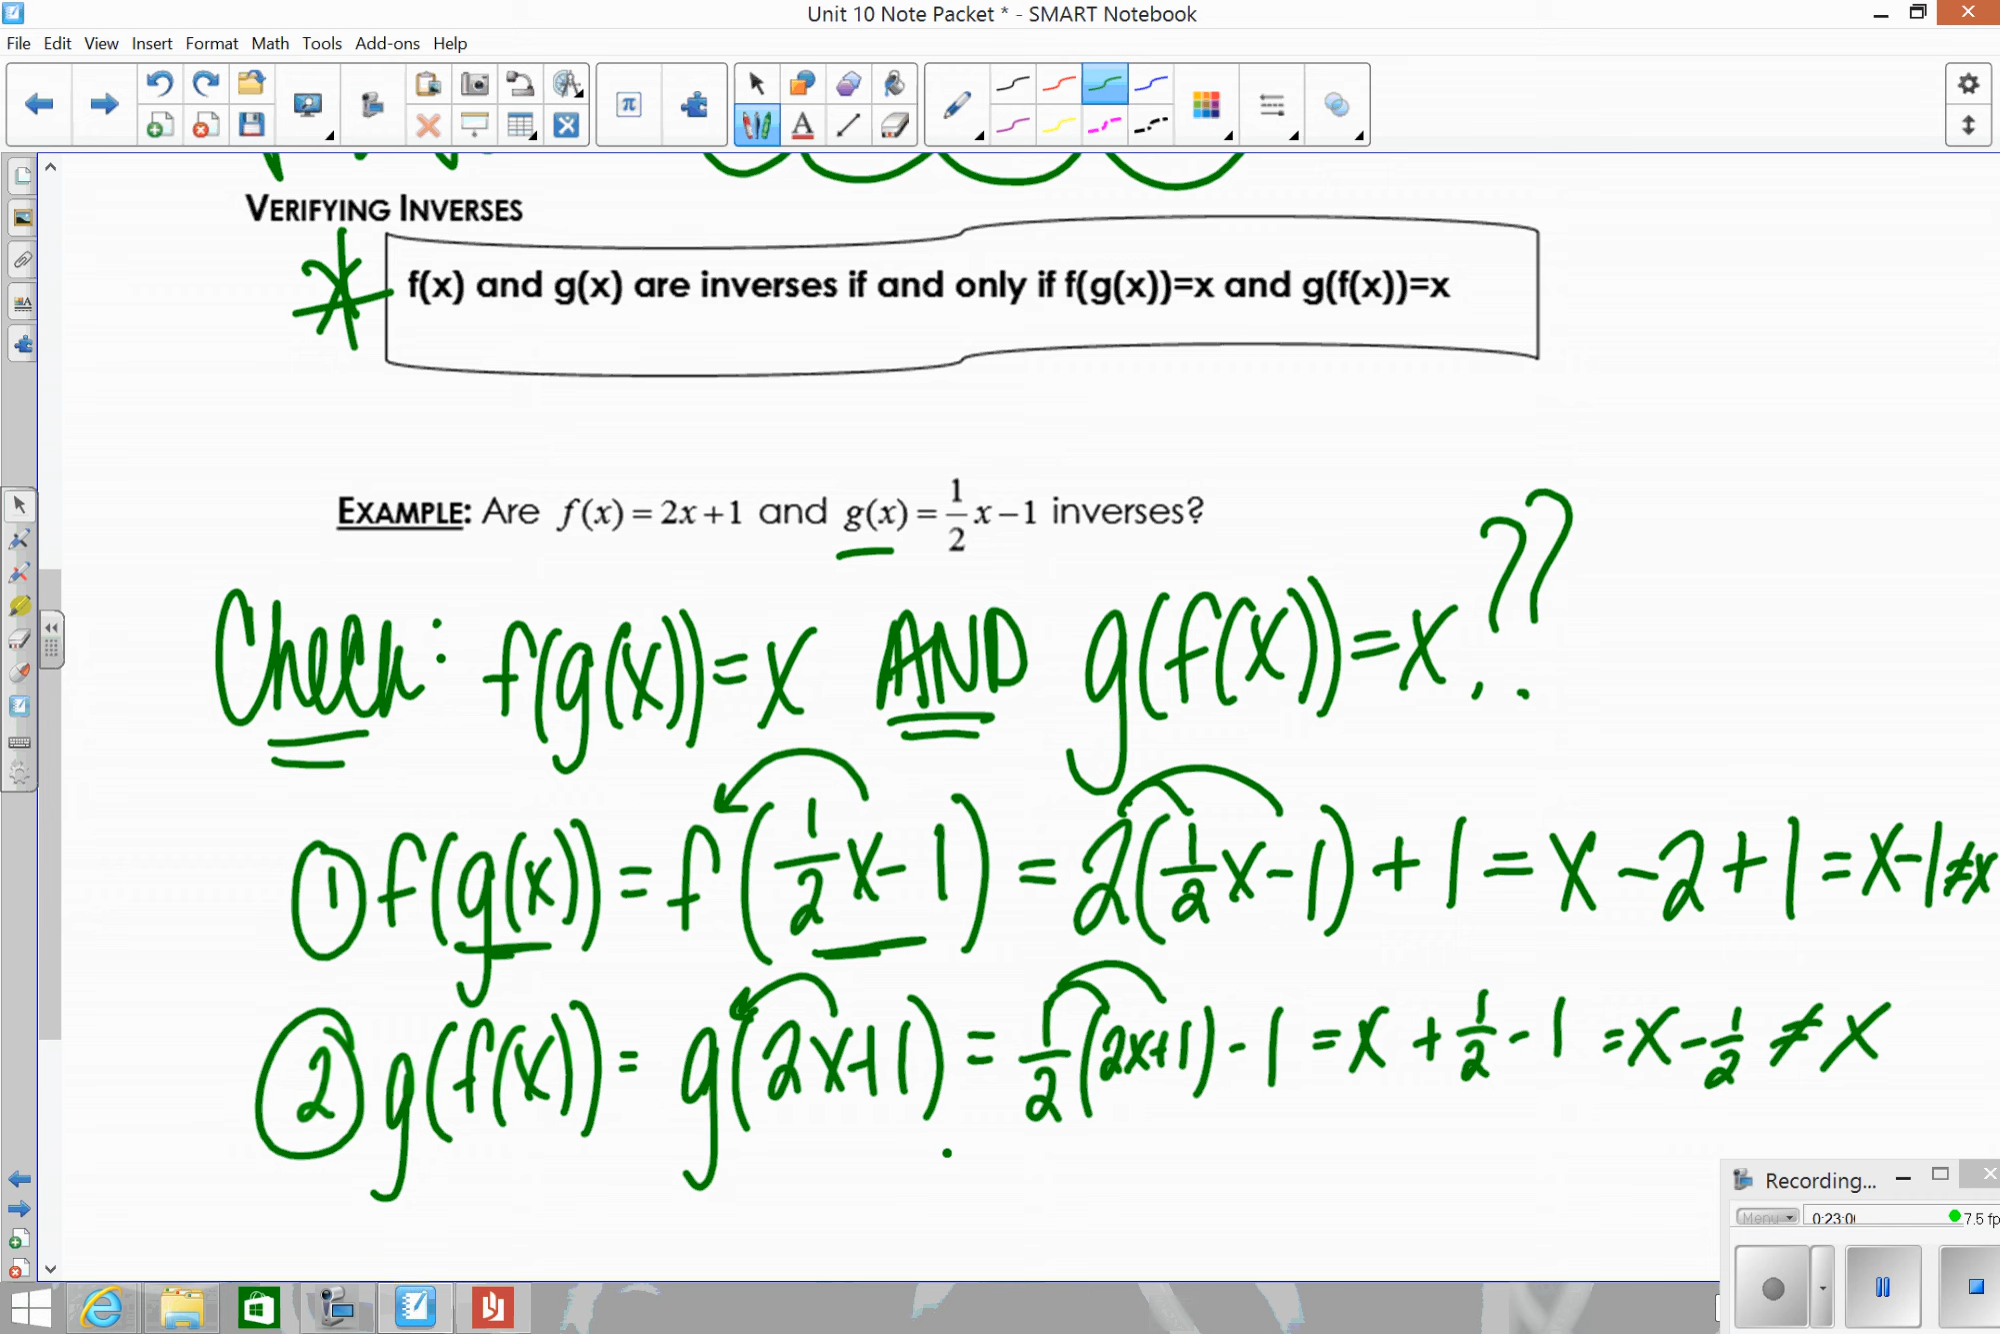 Unit 10 Note Packet * - SMART Notebook
File Edit View Insert Format Math Tools Add-ons Help
VERIFYING INVERSES
f(x) and g(x) are inverses if and only if f(g(x))=x and g(f(x))=x
EXAMPLE: Are f(x) = 2x+1 and g(x) = 1/2 x−1 inverses?
Check: f(g(x)) = x AND g(f(x)) = x ??
① f(g(x)) = f(1/2 x - 1) = 2(1/2 x - 1) + 1 = x - 2 + 1 = x - 1 ≠ x
② g(f(x)) = g(2x+1) = 1/2(2x+1) - 1 = x + 1/2 - 1 = x - 1/2 ≠ x
Recording...
Menu 0:23:0 7.5 fp